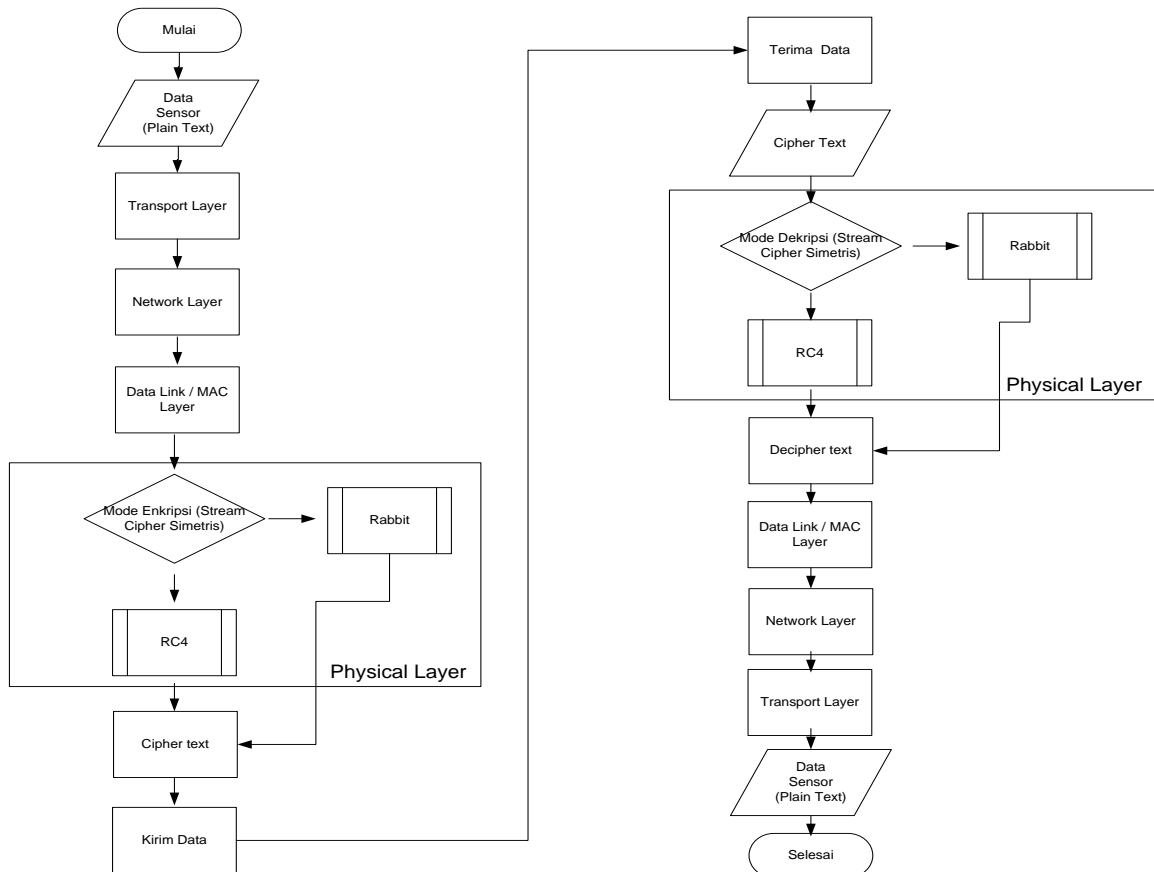 Mulai
Data
Sensor
(Plain Text)
Transport Layer
Network Layer
Data Link / MAC
Layer
Mode Enkripsi (Stream
Cipher Simetris)
Rabbit
RC4
Physical Layer
Cipher text
Kirim Data
Terima Data
Cipher Text
Mode Dekripsi (Stream
Cipher Simetris)
Rabbit
RC4
Physical Layer
Decipher text
Data Link / MAC
Layer
Network Layer
Transport Layer
Data
Sensor
(Plain Text)
Selesai